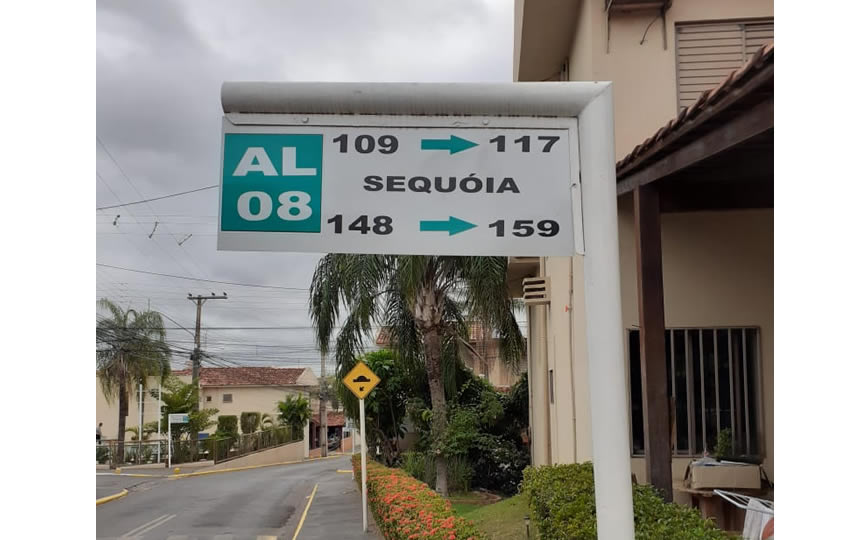 AL
08
109 → 117
SEQUÓIA
148 → 159